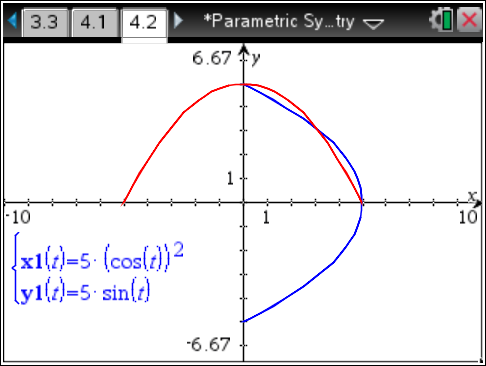 3.3 4.1 4.2 *Parametric Sy...try
6.67 y
1
x
-10 1 10
x1(t)=5·(cos(t))²
y1(t)=5·sin(t)
-6.67